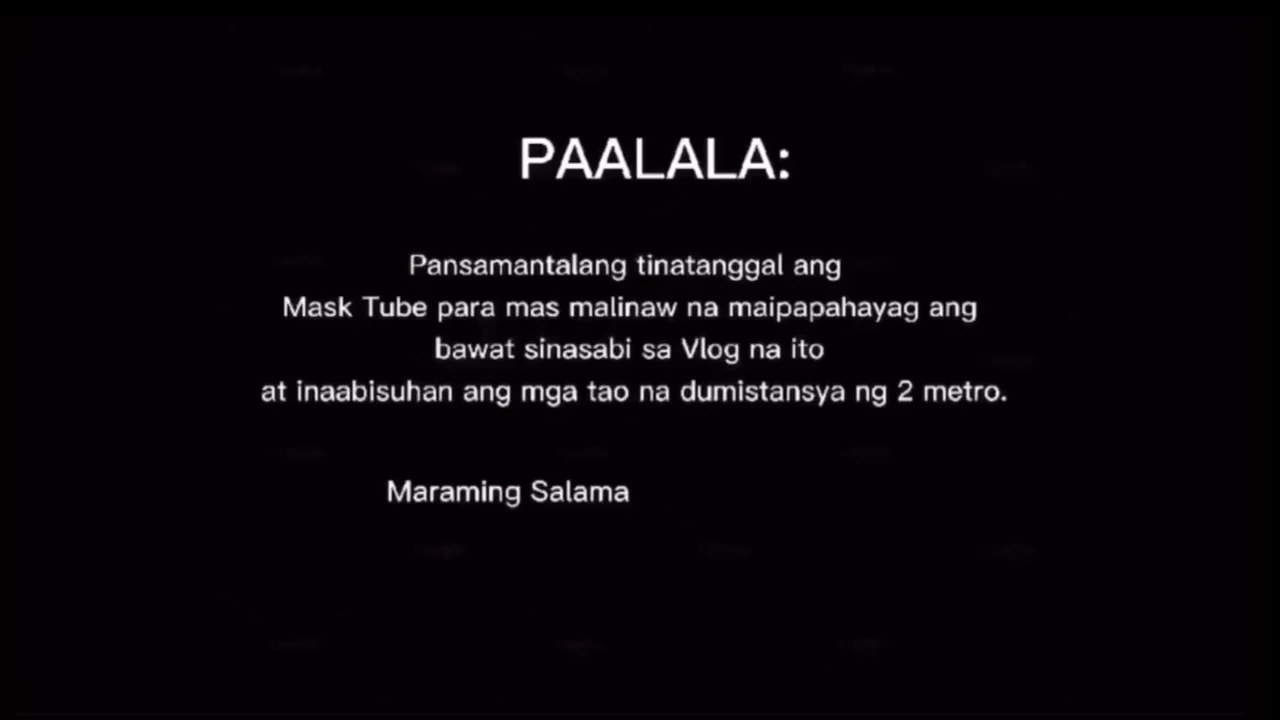 PAALALA:
Pansamantalang tinatanggal ang
Mask Tube para mas malinaw na maipapahayag ang
bawat sinasabi sa Vlog na ito
at inaabisuhan ang mga tao na dumistansya ng 2 metro.
Maraming Salama